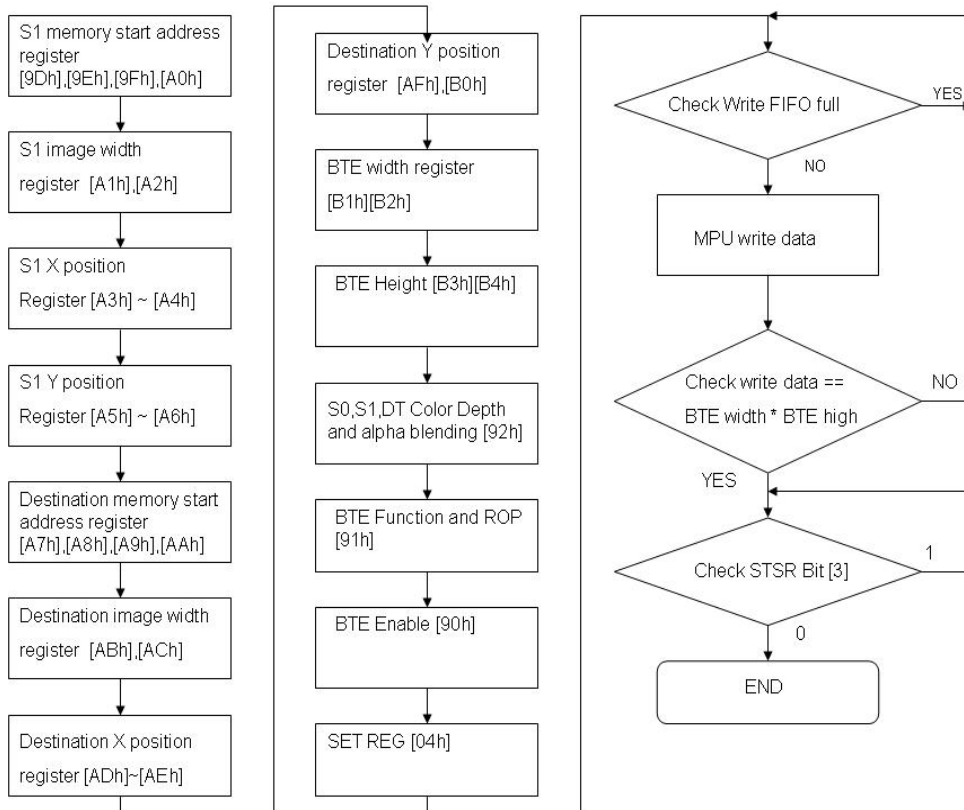 S1 memory start address
register
[9Dh],[9Eh],[9Fh],[A0h]
S1 image width
register [A1h],[A2h]
S1 X position
Register [A3h] ~ [A4h]
S1 Y position
Register [A5h] ~ [A6h]
Destination memory start
address register
[A7h],[A8h],[A9h],[AAh]
Destination image width
register [ABh],[ACh]
Destination X position
register [ADh]~[AEh]
Destination Y position
register [AFh],[B0h]
BTE width register
[B1h][B2h]
BTE Height [B3h][B4h]
S0,S1,DT Color Depth
and alpha blending [92h]
BTE Function and ROP
[91h]
BTE Enable [90h]
SET REG [04h]
Check Write FIFO full
YES
NO
MPU write data
Check write data ==
BTE width * BTE high
NO
YES
Check STSR Bit [3]
1
0
END